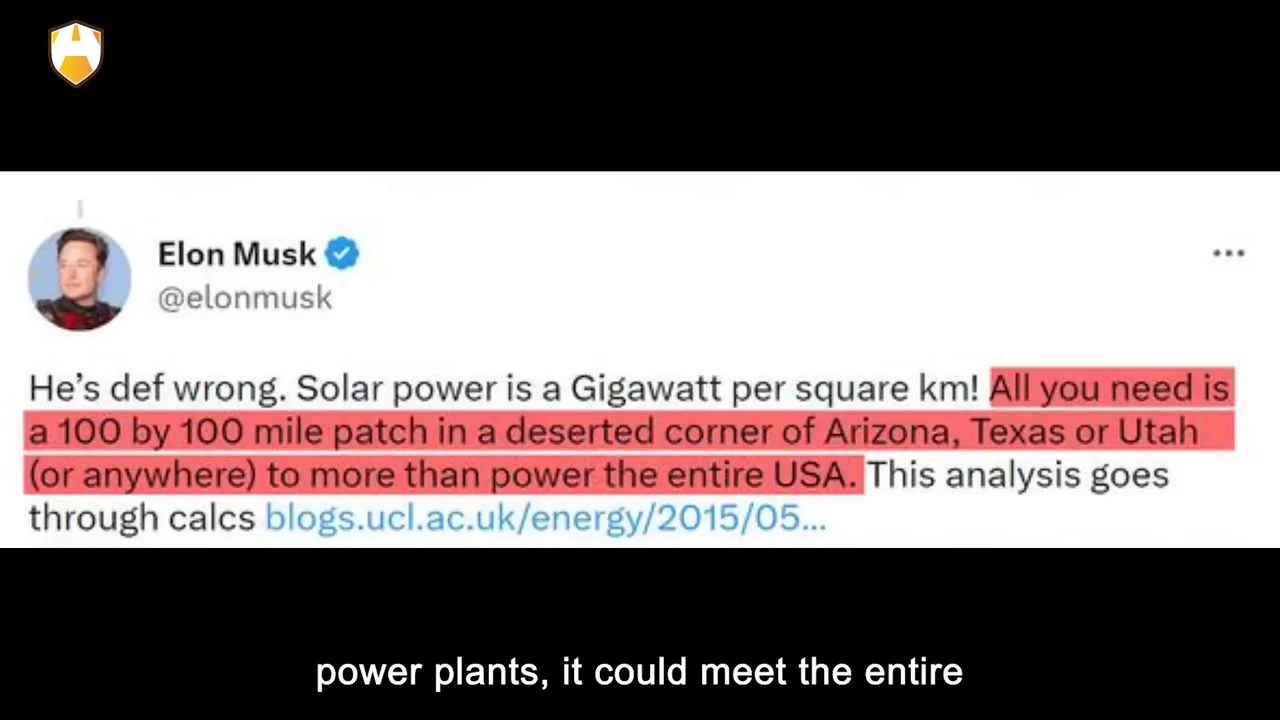 Elon Musk
@elonmusk
He's def wrong. Solar power is a Gigawatt per square km! All you need is
a 100 by 100 mile patch in a deserted corner of Arizona, Texas or Utah
(or anywhere) to more than power the entire USA. This analysis goes
through calcs blogs.ucl.ac.uk/energy/2015/05...
power plants, it could meet the entire